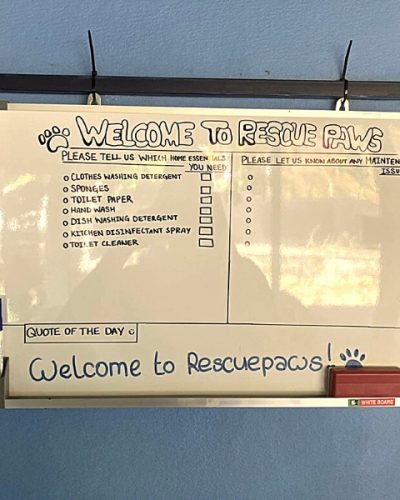 WELCOME TO RESCUE PAWS
PLEASE TELL US WHICH HOME ESSENTIALS
YOU NEED
o CLOTHES WASHING DETERGENT
o SPONGES
o TOILET PAPER
o HAND WASH
o DISH WASHING DETERGENT
o KITCHEN DISINFECTANT SPRAY
o TOILET CLEANER
PLEASE LET US KNOW ABOUT ANY MAINTEN
ISSU
QUOTE OF THE DAY
Welcome to Rescuepaws!
WHITE BOARD